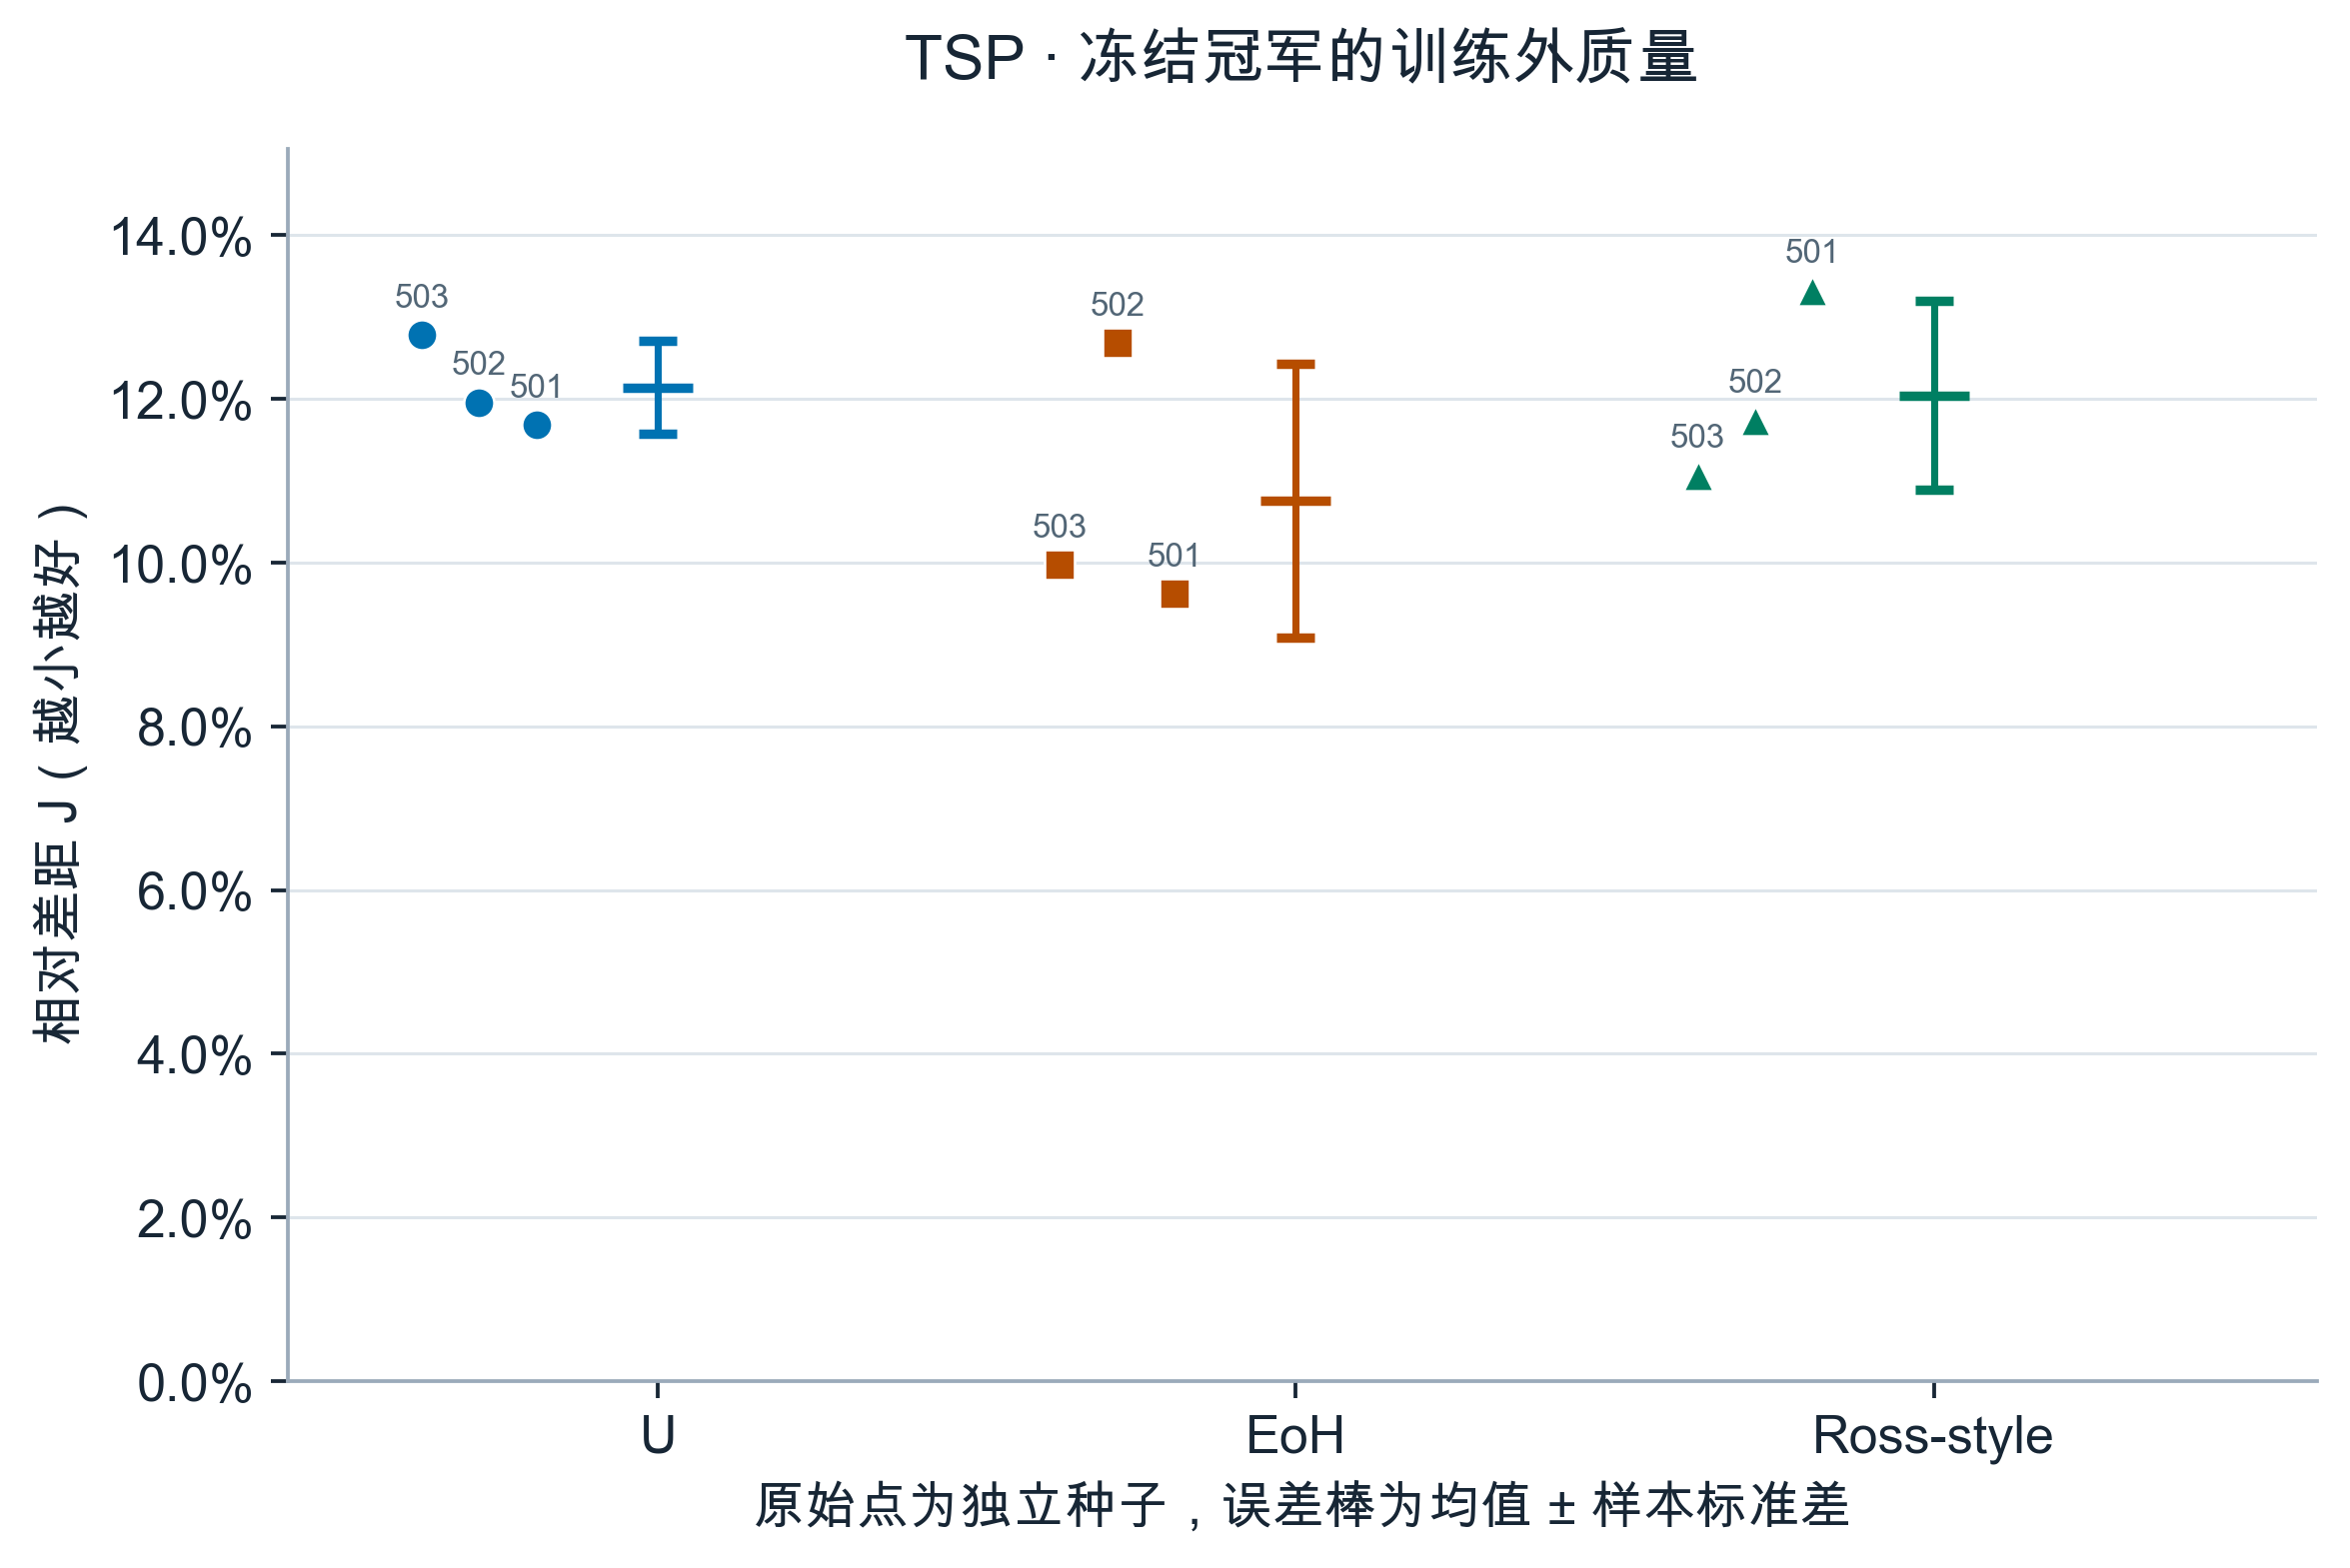 TSP · 冻结冠军的训练外质量
相对差距 J（越小越好）
14.0%
12.0%
10.0%
8.0%
6.0%
4.0%
2.0%
0.0%
503
502
501
502
503
501
501
502
503
U
EoH
Ross-style
原始点为独立种子，误差棒为均值 ± 样本标准差